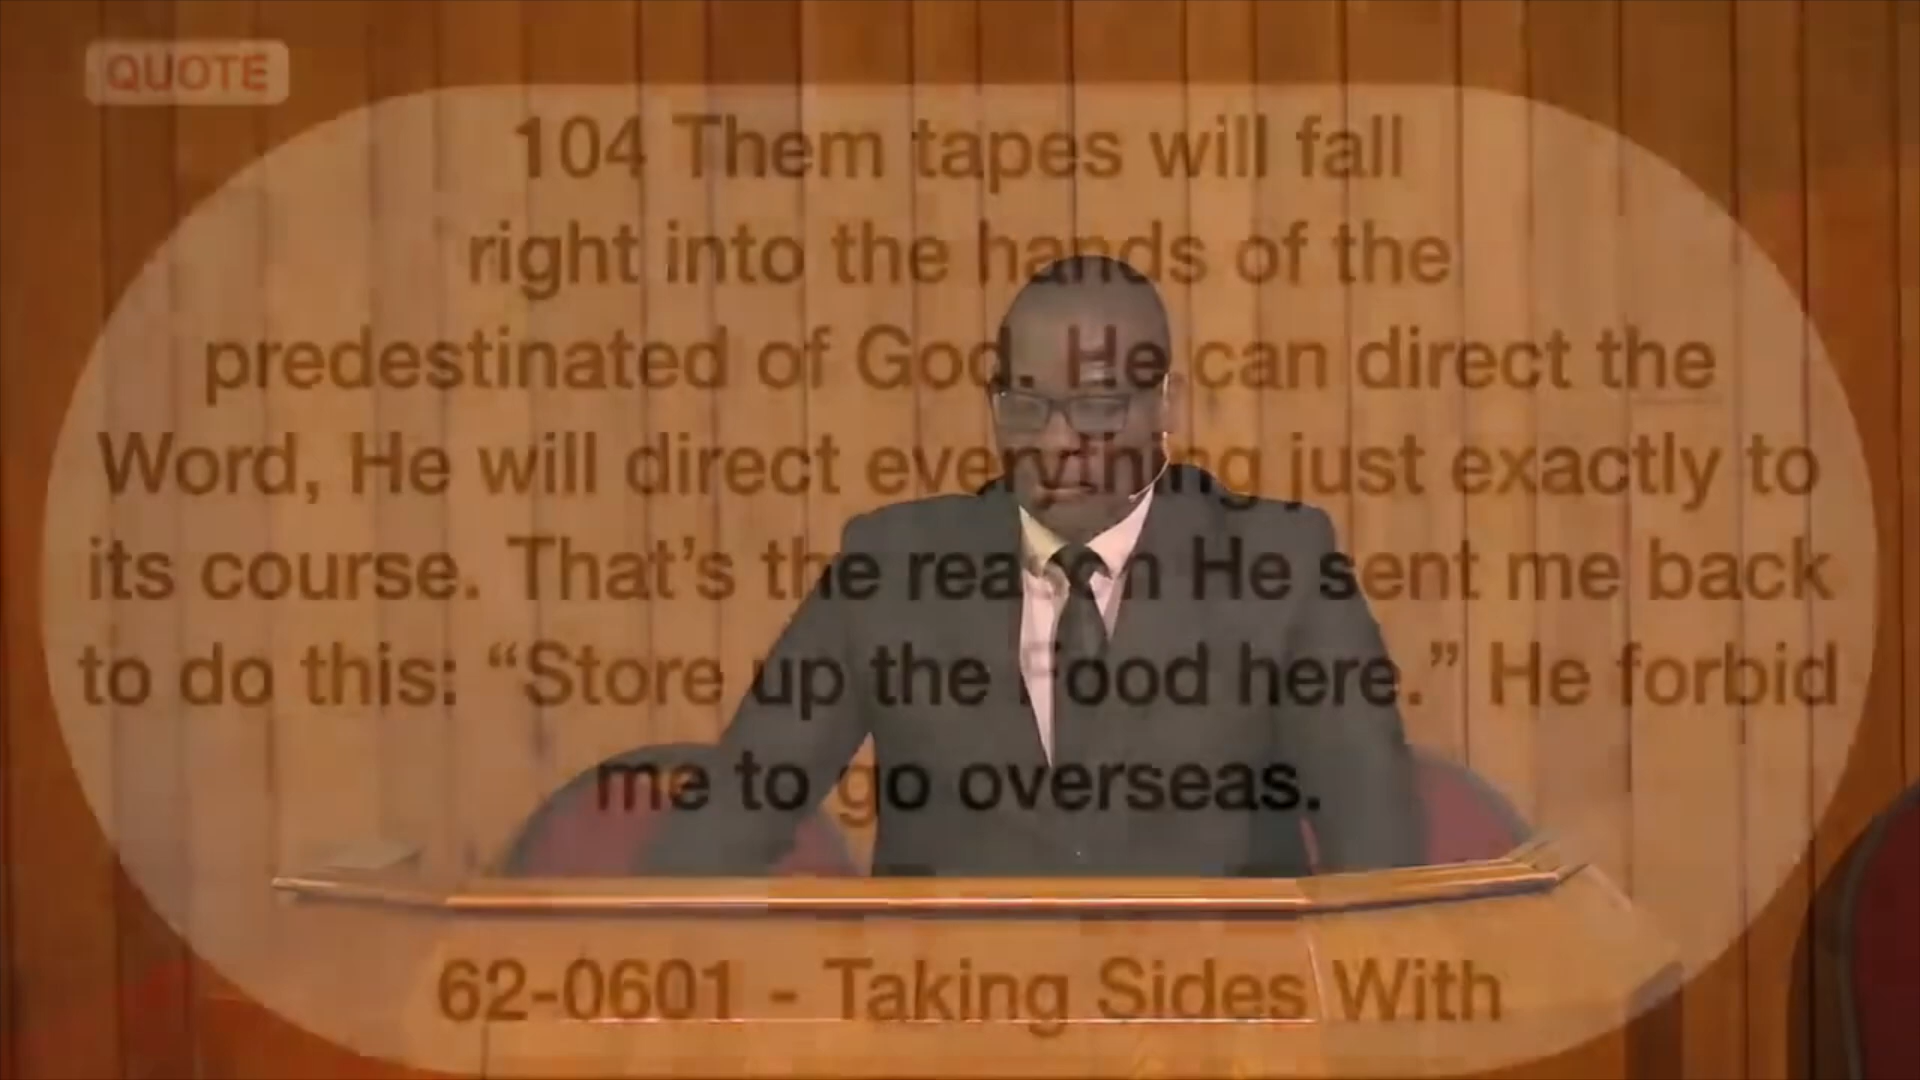 QUOTE
104 Them tapes will fall
right into the hands of the
predestinated of God. He can direct the
Word, He will direct everything just exactly to
its course. That’s the reason He sent me back
to do this: “Store up the Food here.” He forbid
me to go overseas.
62-0601 - Taking Sides With